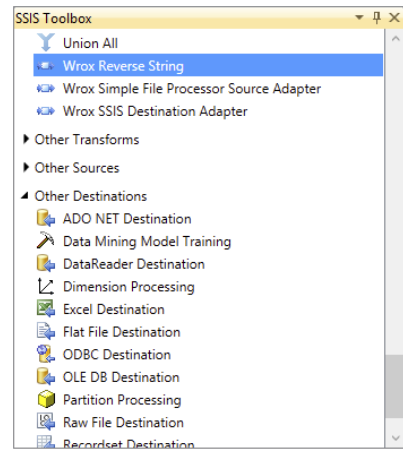 SSIS Toolbox
Union All
Wrox Reverse String
Wrox Simple File Processor Source Adapter
Wrox SSIS Destination Adapter
Other Transforms
Other Sources
Other Destinations
ADO NET Destination
Data Mining Model Training
DataReader Destination
Dimension Processing
Excel Destination
Flat File Destination
ODBC Destination
OLE DB Destination
Partition Processing
Raw File Destination
Recordset Destination